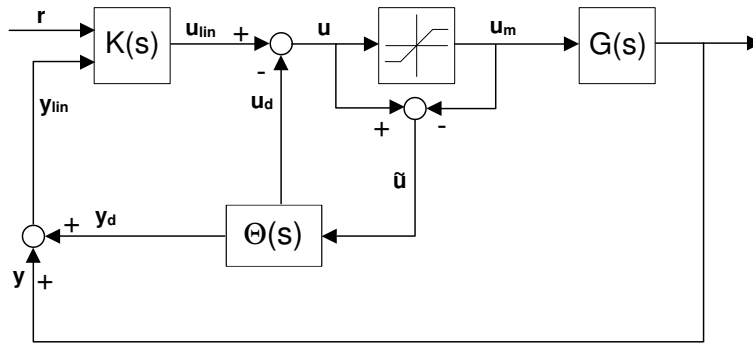 r
K(s)
u_lin
+
-
u
u_m
G(s)
u_d
+
-
y_lin
ũ
y_d
+
Θ(s)
y
+